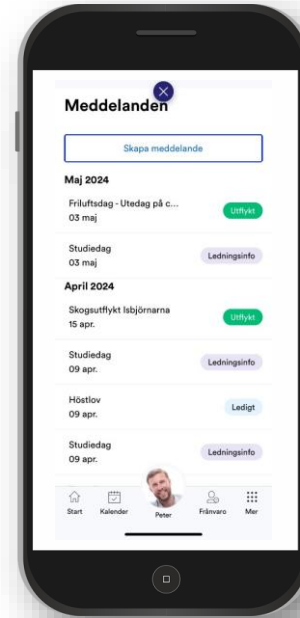 Meddelanden
Skapa meddelande
Maj 2024
Friluftsdag - Utedag på c...
03 maj
Utflykt
Studiedag
03 maj
Ledningsinfo
April 2024
Skogsutflykt Isbjörnarna
15 apr.
Utflykt
Studiedag
09 apr.
Ledningsinfo
Höstlov
09 apr.
Ledigt
Studiedag
09 apr.
Ledningsinfo
Start Kalender Peter Frånvaro Mer